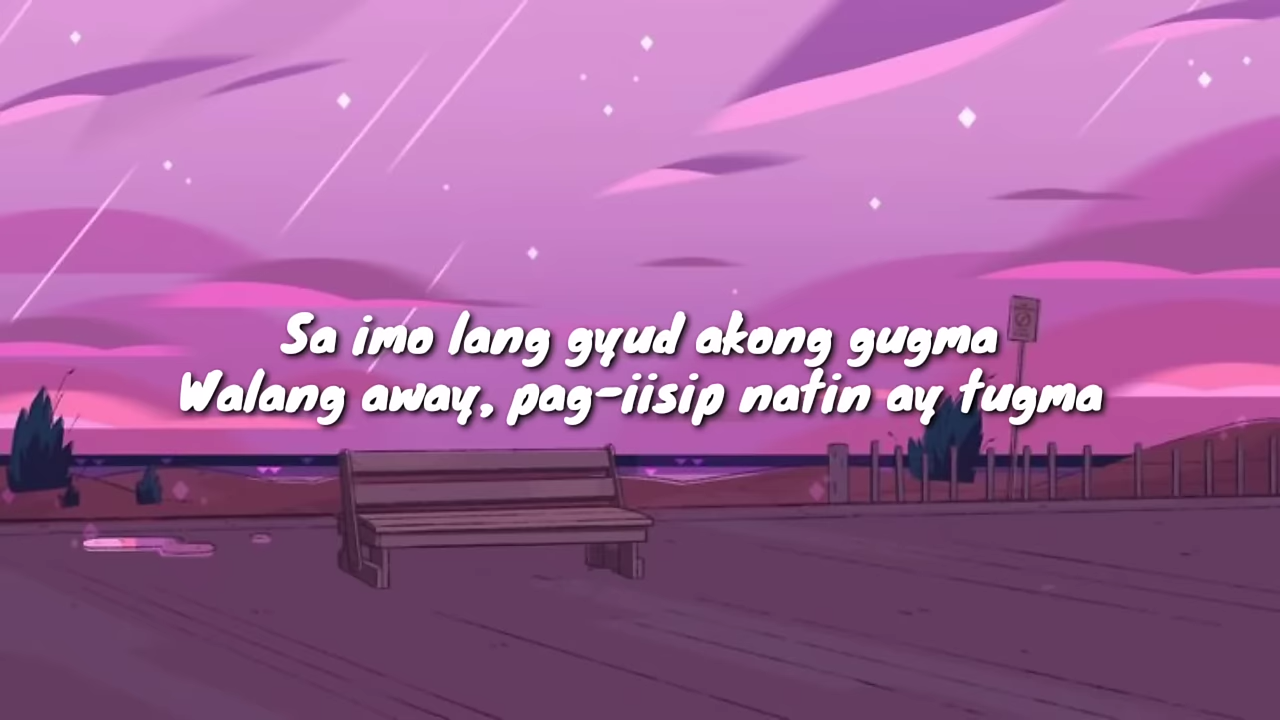 Sa imo lang gyud akong gugma
Walang away, pag-iisip natin ay tugma